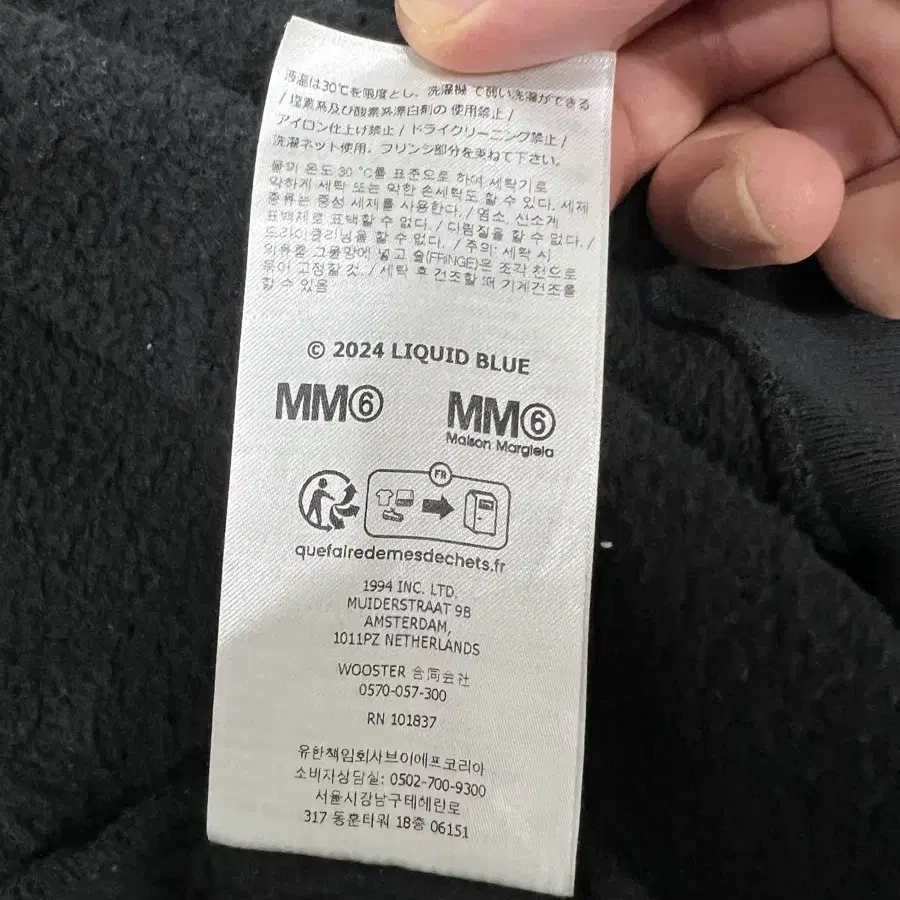 液温は30℃を限度とし、洗濯機で弱い洗濯ができる
/ 塩素系及び酸素系漂白剤の使用禁止 /
アイロン仕上げ禁止 / ドライクリーニング禁止 /
洗濯ネット使用。フリンジ部分を束ねて下さい。
물의 온도 30 ℃를 표준으로 하여 세탁기로
약하게 세탁 또는 약한 손세탁도 할 수 있다. 세제
종류는 중성 세제를 사용한다. / 염소, 산소계
표백제로 표백할 수 없다. / 다림질을 할 수 없다. /
드라이클리닝을 할 수 없다. / 주의: 세탁 시
의류를 그물망에 넣고 술(FRINGE)은 조각 천으로
묶어 고정할 것. / 세탁 후 건조할 때 기계건조를
할 수 있음
© 2024 LIQUID BLUE
MM⑥ MM⑥
Maison Margiela
FR
quefairedemesdechets.fr
1994 INC. LTD.
MUIDERSTRAAT 9B
AMSTERDAM,
1011PZ NETHERLANDS
WOOSTER 合同会社
0570-057-300
RN 101837
유한책임회사브이에프코리아
소비자상담실: 0502-700-9300
서울시강남구테헤란로
317 동훈타워 18층 06151